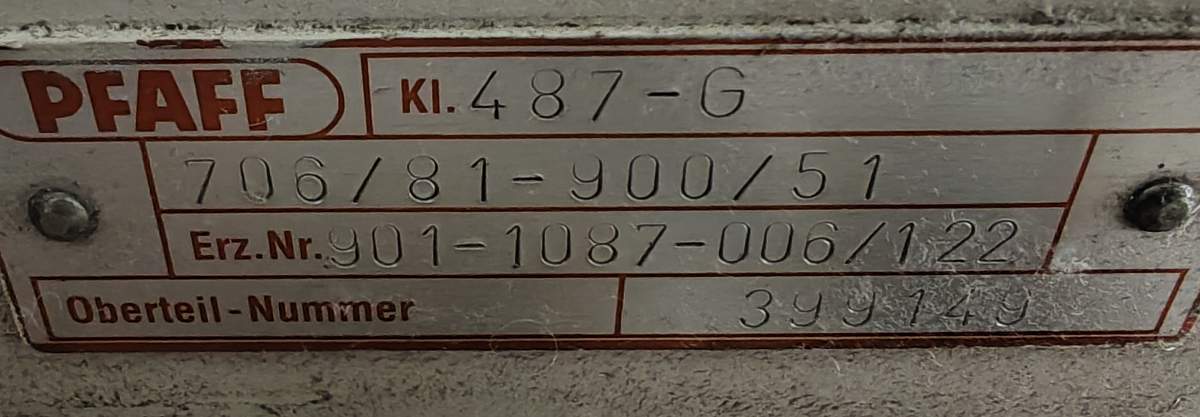 PFAFF Kl. 487-G
706/81-900/51
Erz.Nr. 901-1087-006/122
Oberteil-Nummer 399149